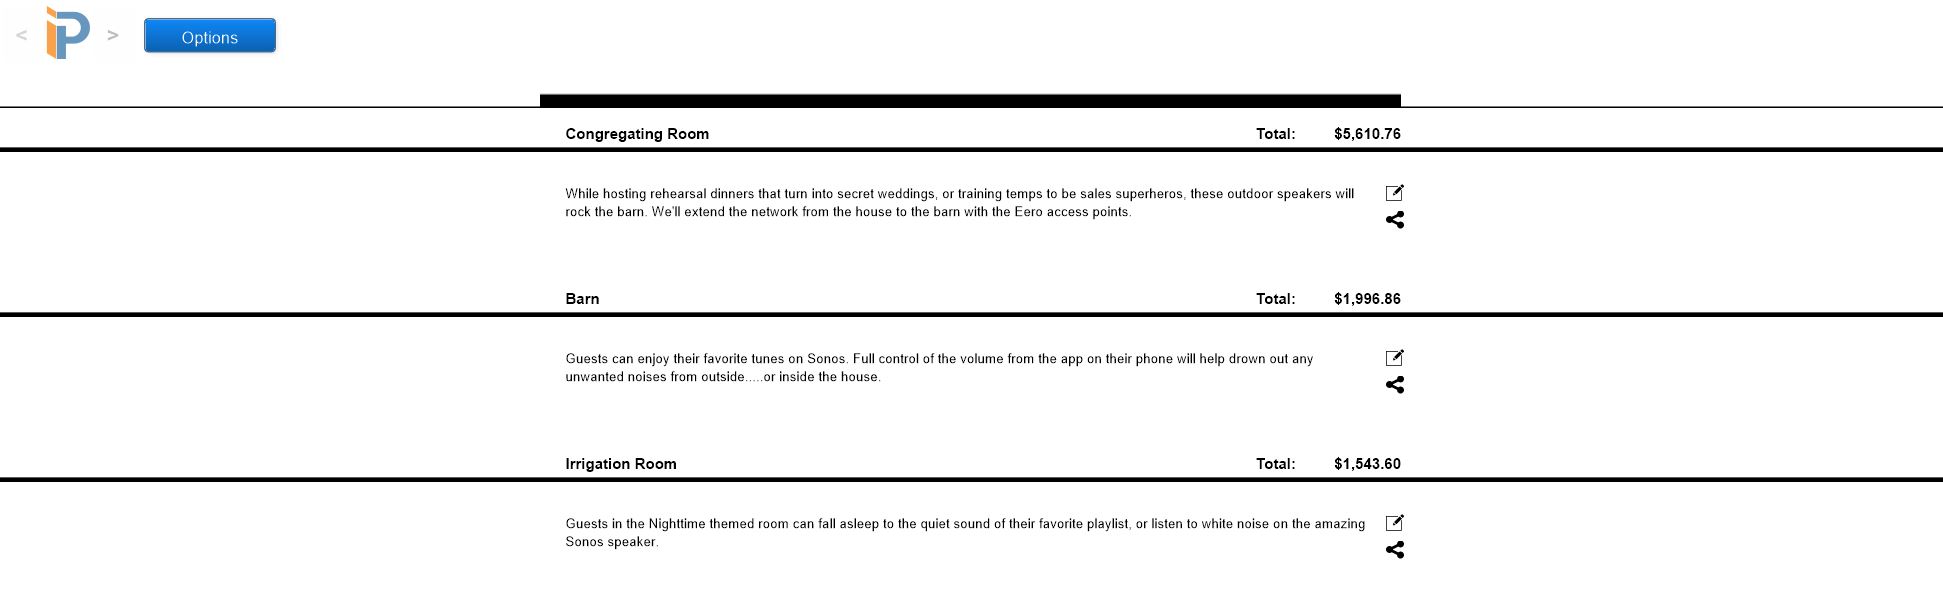 < iP > Options
Congregating Room Total: $5,610.76
While hosting rehearsal dinners that turn into secret weddings, or training temps to be sales superheros, these outdoor speakers will
rock the barn. We'll extend the network from the house to the barn with the Eero access points.
Barn Total: $1,996.86
Guests can enjoy their favorite tunes on Sonos. Full control of the volume from the app on their phone will help drown out any
unwanted noises from outside.....or inside the house.
Irrigation Room Total: $1,543.60
Guests in the Nighttime themed room can fall asleep to the quiet sound of their favorite playlist, or listen to white noise on the amazing
Sonos speaker.